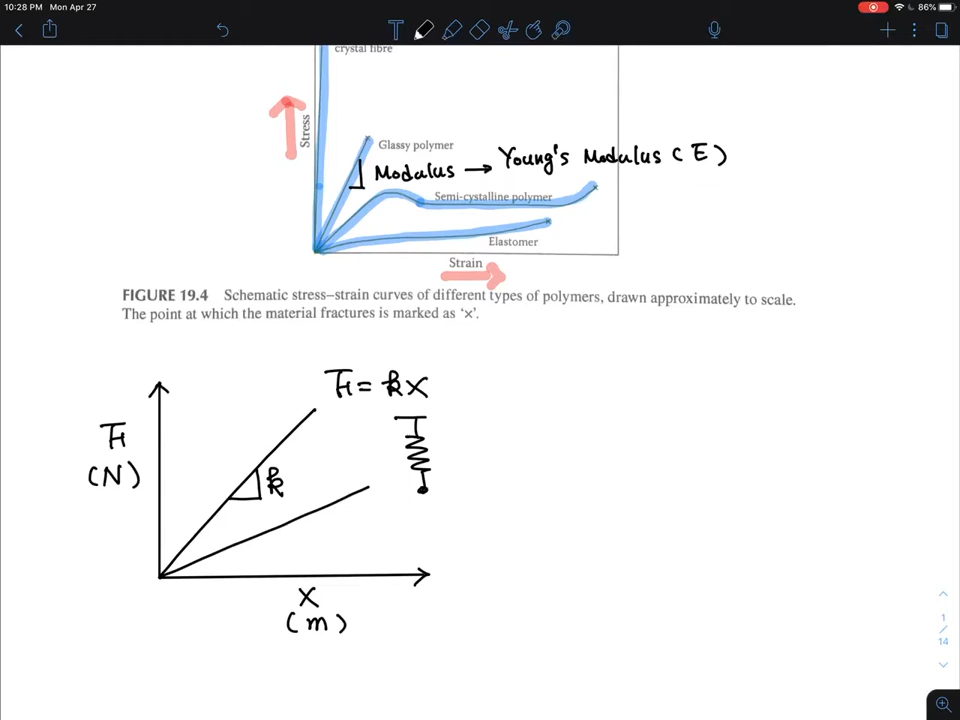 10:28 PM Mon Apr 27
86%
T
crystal fibre
Stress
Glassy polymer
Modulus → Young's Modulus (E)
Semi-cystalline polymer
Elastomer
Strain
FIGURE 19.4 Schematic stress–strain curves of different types of polymers, drawn approximately to scale.
The point at which the material fractures is marked as ‘×’.
F = kx
F
(N)
k
x
(m)
1
/
14